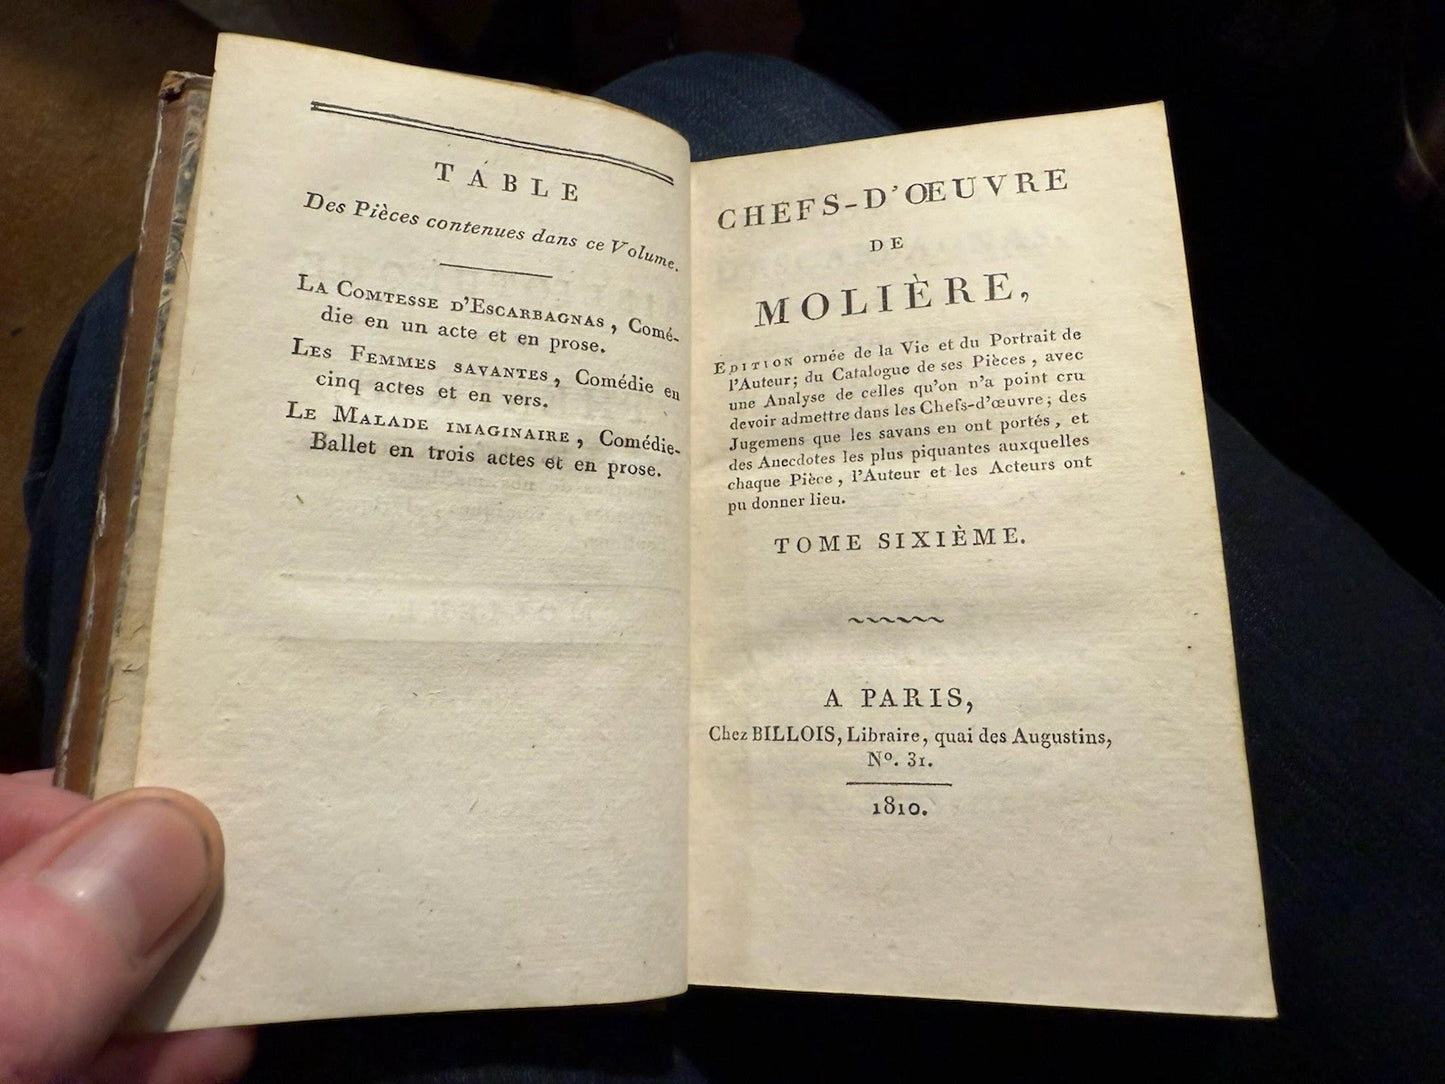 TABLE
Des Pièces contenues dans ce Volume.
LA COMTESSE D'ESCARBAGNAS, Comé-
die en un acte et en prose.
LES FEMMES SAVANTES, Comédie en
cinq actes et en vers.
LE MALADE IMAGINAIRE, Comédie-
Ballet en trois actes et en prose.
CHEFS-D'ŒUVRE
DE
MOLIÈRE,
EDITION ornée de la Vie et du Portrait de
l'Auteur; du Catalogue de ses Pièces, avec
une Analyse de celles qu'on n'a point cru
devoir admettre dans les Chefs-d'œuvre; des
Jugemens que les savans en ont portés, et
des Anecdotes les plus piquantes auxquelles
chaque Pièce, l'Auteur et les Acteurs ont
pu donner lieu.
TOME SIXIÈME.
A PARIS,
Chez BILLOIS, Libraire, quai des Augustins,
Nº. 31.
1810.